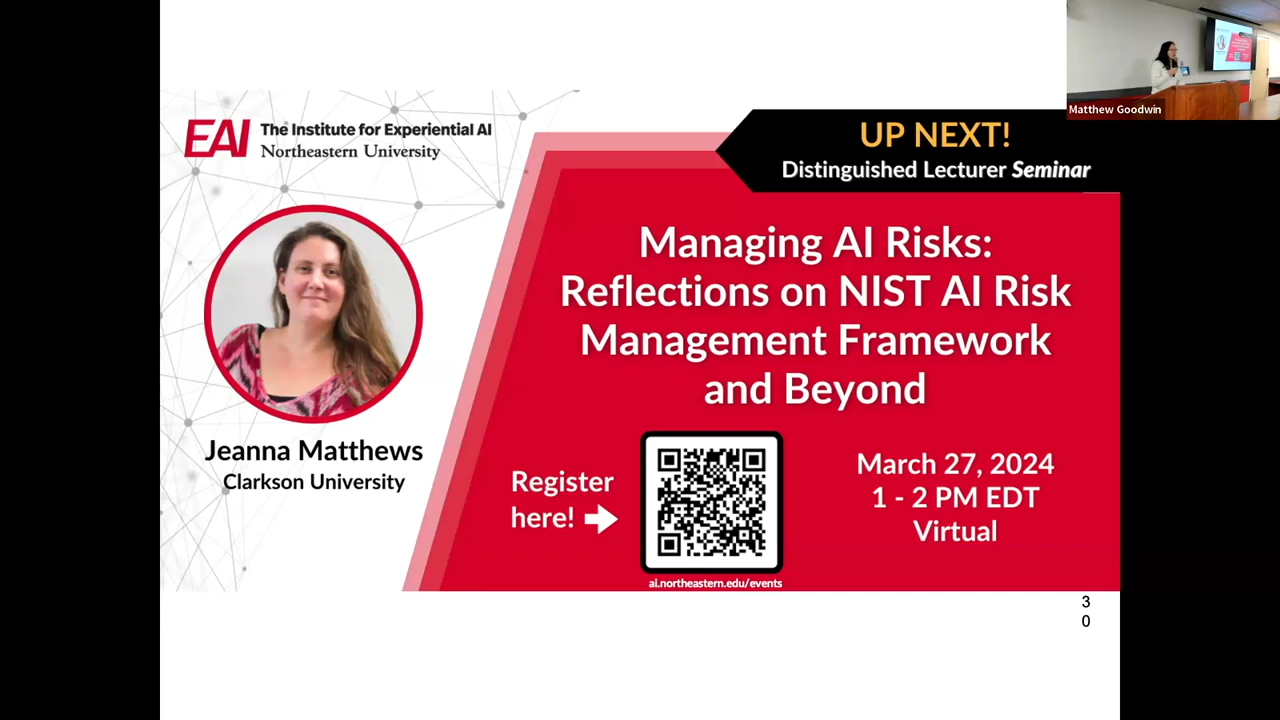 EAI
The Institute for Experiential AI
Northeastern University
UP NEXT!
Distinguished Lecturer Seminar
Matthew Goodwin
Managing AI Risks:
Reflections on NIST AI Risk
Management Framework
and Beyond
Jeanna Matthews
Clarkson University
Register
here!
March 27, 2024
1 - 2 PM EDT
Virtual
ai.northeastern.edu/events
3
0